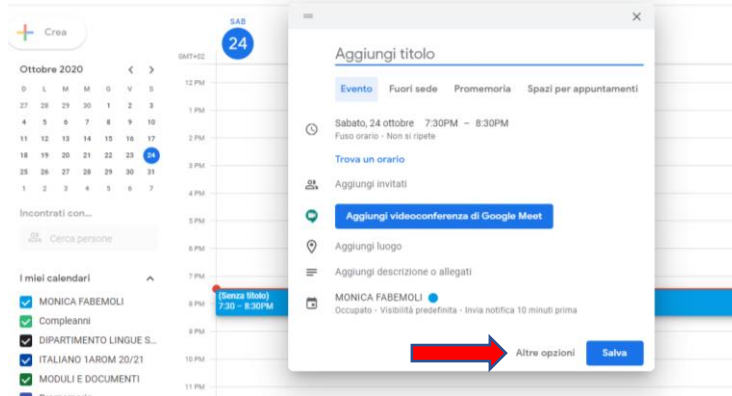 Crea
SAB
24
GMT+02
Ottobre 2020
D L M M G V S
27 28 29 30 1 2 3
4 5 6 7 8 9 10
11 12 13 14 15 16 17
18 19 20 21 22 23 24
25 26 27 28 29 30 31
1 2 3 4 5 6 7
Incontrati con...
Cerca persone
I miei calendari
MONICA FABEMOLI
Compleanni
DIPARTIMENTO LINGUE S...
ITALIANO 1AROM 20/21
MODULI E DOCUMENTI
Promemoria
12 PM
1 PM
2 PM
3 PM
4 PM
5 PM
6 PM
7 PM
8 PM
9 PM
10 PM
11 PM
(Senza titolo)
7:30 – 8:30PM
Aggiungi titolo
Evento Fuori sede Promemoria Spazi per appuntamenti
Sabato, 24 ottobre 7:30PM – 8:30PM
Fuso orario - Non si ripete
Trova un orario
Aggiungi invitati
Aggiungi videoconferenza di Google Meet
Aggiungi luogo
Aggiungi descrizione o allegati
MONICA FABEMOLI
Occupato - Visibilità predefinita - Invia notifica 10 minuti prima
Altre opzioni Salva